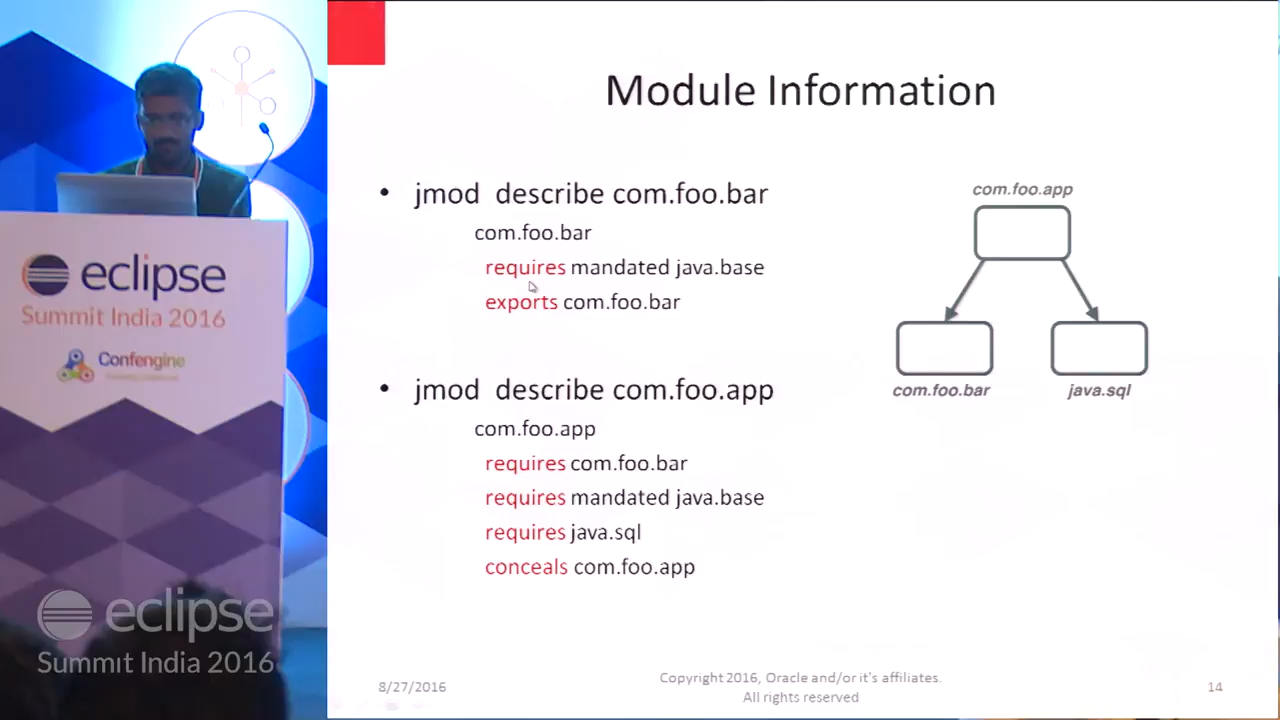 Module Information
• jmod describe com.foo.bar
com.foo.bar
requires mandated java.base
exports com.foo.bar
• jmod describe com.foo.app
com.foo.app
requires com.foo.bar
requires mandated java.base
requires java.sql
conceals com.foo.app
com.foo.app
com.foo.bar
java.sql
8/27/2016
Copyright 2016, Oracle and/or it's affiliates.
All rights reserved
14
eclipse
Summit India 2016
Confengine
eclipse
Summit India 2016